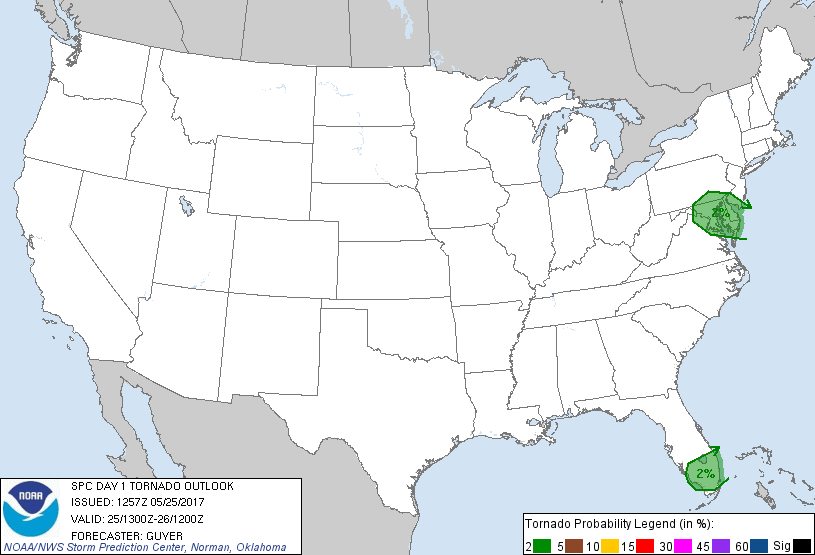 2%
2%
NOAA
SPC DAY 1 TORNADO OUTLOOK
ISSUED: 1257Z 05/25/2017
VALID: 25/1300Z-26/1200Z
FORECASTER: GUYER
NOAA/NWS Storm Prediction Center, Norman, Oklahoma
Tornado Probability Legend (in %):
2 5 10 15 30 45 60 Sig